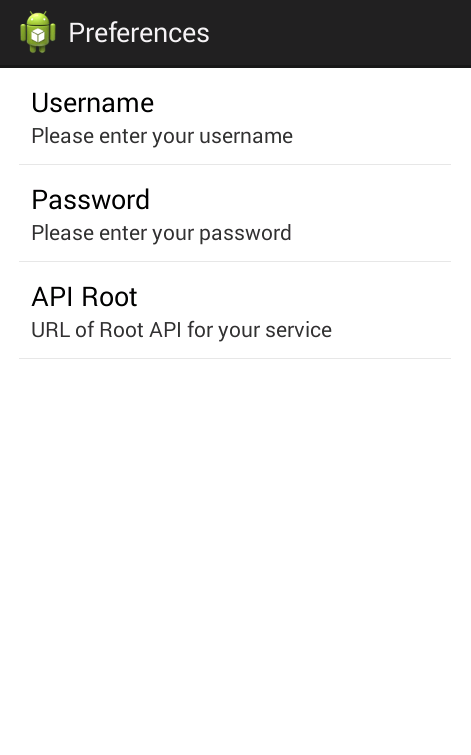 Preferences
Username
Please enter your username
Password
Please enter your password
API Root
URL of Root API for your service